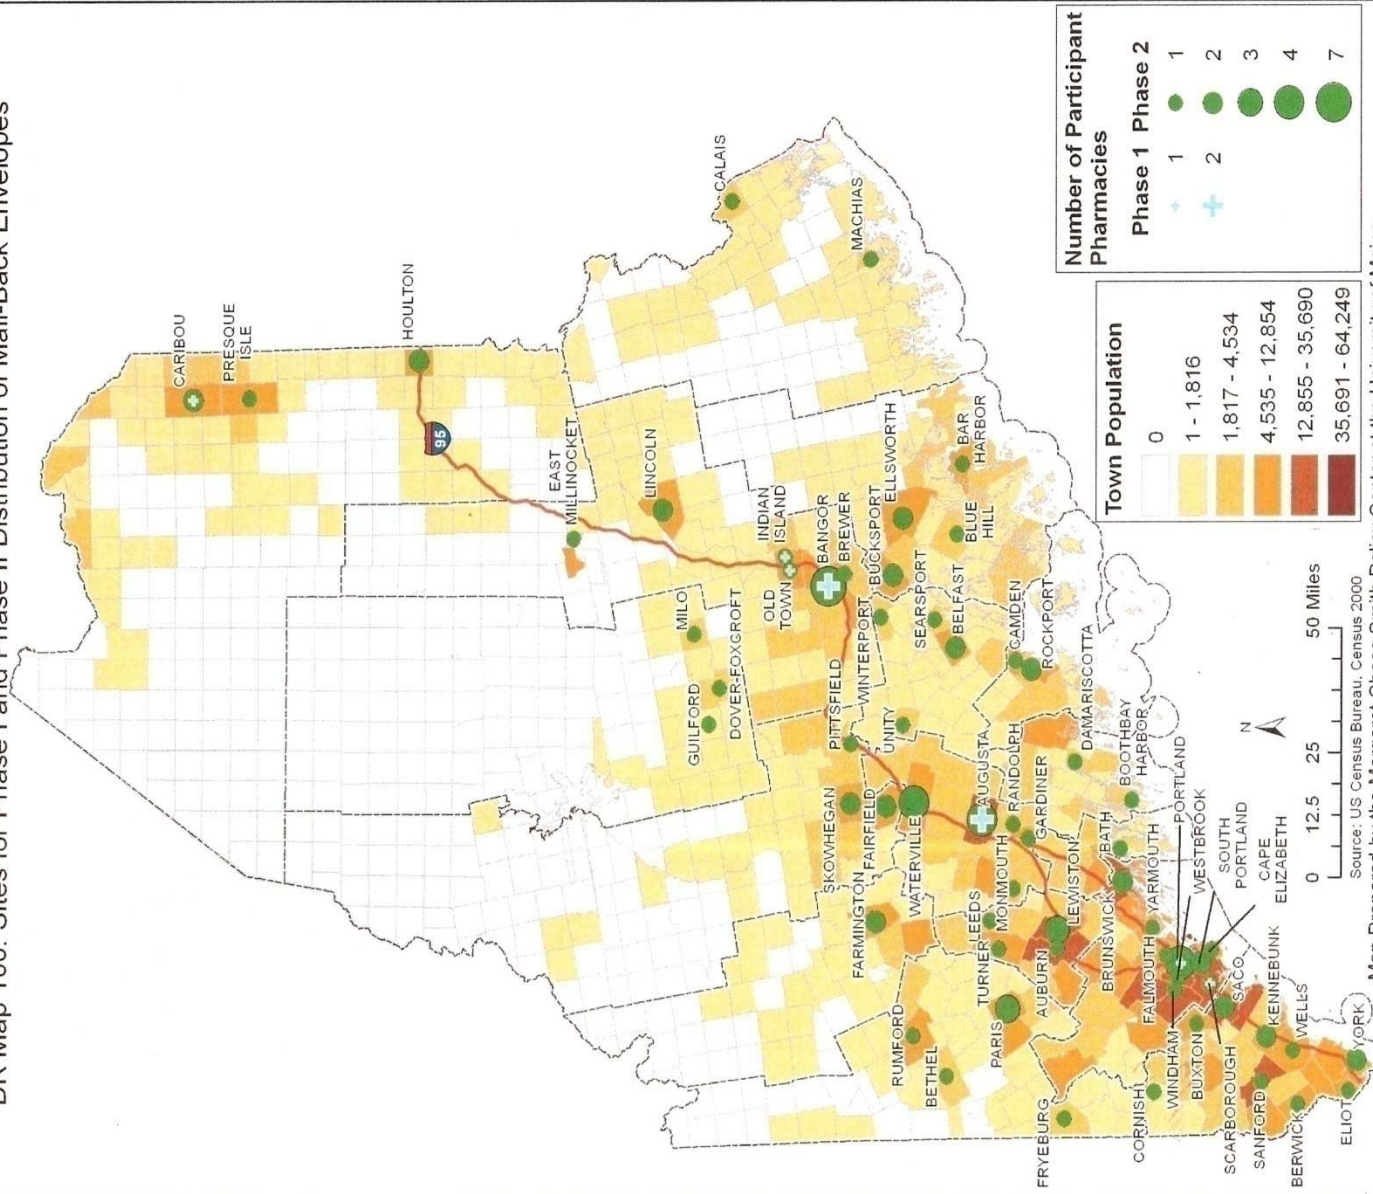 Sites for Phase I and Phase II Distribution of Mail-Back Envelopes
CARIBOU
PRESQUE
ISLE
HOULTON
95
EAST
MILLINOCKET
LINCOLN
CALAIS
MACHIAS
INDIAN
ISLAND
OLD
TOWN
BANGOR
BREWER
MILO
DOVER-FOXCROFT
GUILFORD
BUCKSPORT
ELLSWORTH
BAR
HARBOR
BLUE
HILL
WINTERPORT
SEARSPORT
BELFAST
CAMDEN
ROCKPORT
PITTSFIELD
UNITY
SKOWHEGAN
FAIRFIELD
WATERVILLE
AUGUSTA
RANDOLPH
GARDINER
DAMARISCOTTA
BOOTHBAY
HARBOR
FARMINGTON
MONMOUTH
LEEDS
TURNER
LEWISTON
AUBURN
BATH
BRUNSWICK
YARMOUTH
FALMOUTH
PORTLAND
WESTBROOK
SOUTH
PORTLAND
CAPE
ELIZABETH
RUMFORD
BETHEL
PARIS
FRYEBURG
CORNISH
WINDHAM
BUXTON
SCARBOROUGH
SACO
SANFORD
KENNEBUNK
WELLS
BERWICK
ELIOT
YORK
N
0 12.5 25 50 Miles
Source: US Census Bureau, Census 2000
Town Population
0
1 - 1,816
1,817 - 4,534
4,535 - 12,854
12,855 - 35,690
35,691 - 64,249
Number of Participant
Pharmacies
Phase 1 Phase 2
1 1
2 2
3
4
7